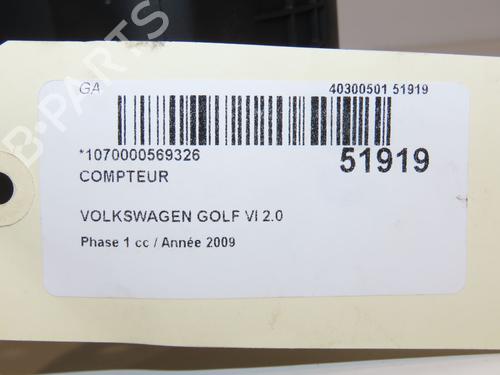 GA 40300501 51919
*1070000569326 51919
COMPTEUR
VOLKSWAGEN GOLF VI 2.0
Phase 1 cc / Année 2009
B-PARTS